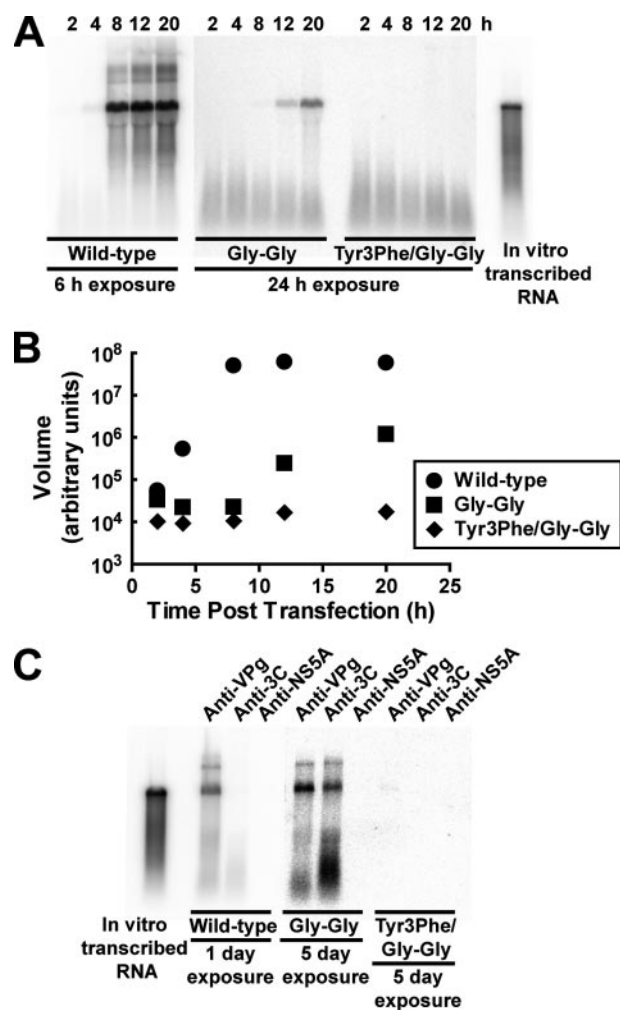 A
2 4 8 12 20 2 4 8 12 20 2 4 8 12 20 h
Wild-type Gly-Gly Tyr3Phe/Gly-Gly
6 h exposure 24 h exposure
In vitro
transcribed
RNA
B
Volume
(arbitrary units)
10^8
10^7
10^6
10^5
10^4
10^3
0 5 10 15 20 25
Time Post Transfection (h)
Wild-type
Gly-Gly
Tyr3Phe/Gly-Gly
C
Anti-VPg
Anti-3C
Anti-NS5A
Anti-VPg
Anti-3C
Anti-NS5A
Anti-VPg
Anti-3C
Anti-NS5A
In vitro
transcribed
RNA
Wild-type
1 day
exposure
Gly-Gly
5 day
exposure
Tyr3Phe/
Gly-Gly
5 day
exposure